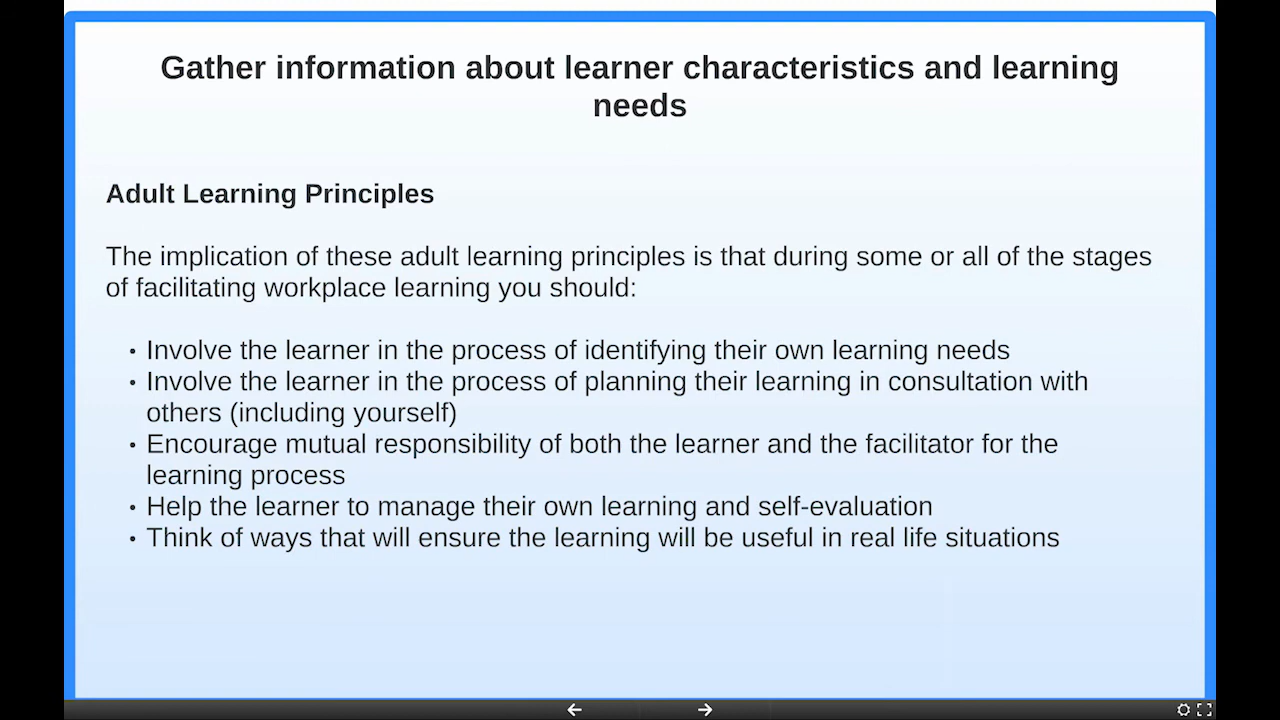 Gather information about learner characteristics and learning
needs
Adult Learning Principles
The implication of these adult learning principles is that during some or all of the stages
of facilitating workplace learning you should:
• Involve the learner in the process of identifying their own learning needs
• Involve the learner in the process of planning their learning in consultation with
others (including yourself)
• Encourage mutual responsibility of both the learner and the facilitator for the
learning process
• Help the learner to manage their own learning and self-evaluation
• Think of ways that will ensure the learning will be useful in real life situations